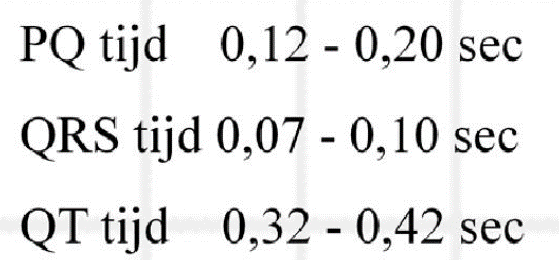 PQ tijd 0,12 - 0,20 sec
QRS tijd 0,07 - 0,10 sec
QT tijd 0,32 - 0,42 sec